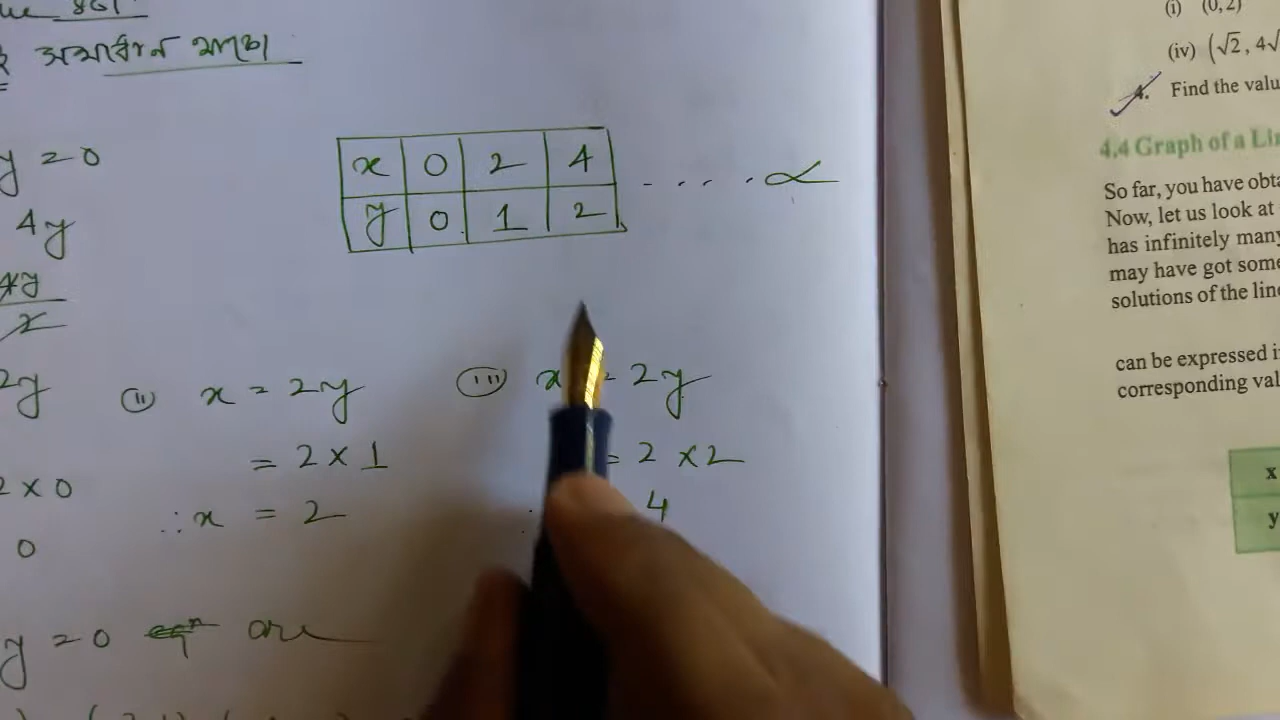 y = 0
4y
x 0 2 4
y 0 1 2
.... ∝
2y
(ii) x = 2y
= 2 × 1
∴ x = 2
(iii) x = 2y
= 2 × 2
4
2 × 0
0
y = 0 are
(i) (0, 2)
(iv) (√2, 4√
4. Find the valu
4.4 Graph of a Li
So far, you have obta
Now, let us look at
has infinitely many
may have got some
solutions of the line
can be expressed i
corresponding val
x
y